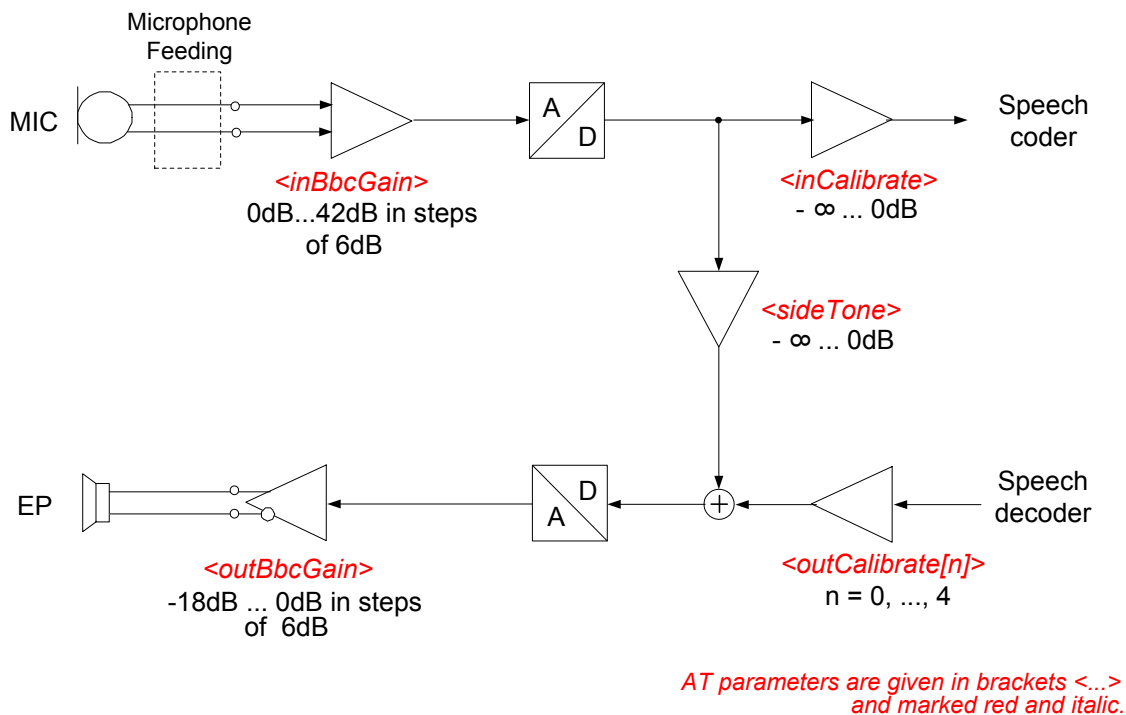 Microphone
Feeding
MIC
A
D
Speech
coder
<inBbcGain>
0dB...42dB in steps
of 6dB
<inCalibrate>
- ∞ ... 0dB
<sideTone>
- ∞ ... 0dB
EP
D
A
+
Speech
decoder
<outBbcGain>
-18dB ... 0dB in steps
of 6dB
<outCalibrate[n]>
n = 0, ..., 4
AT parameters are given in brackets <...>
and marked red and italic.